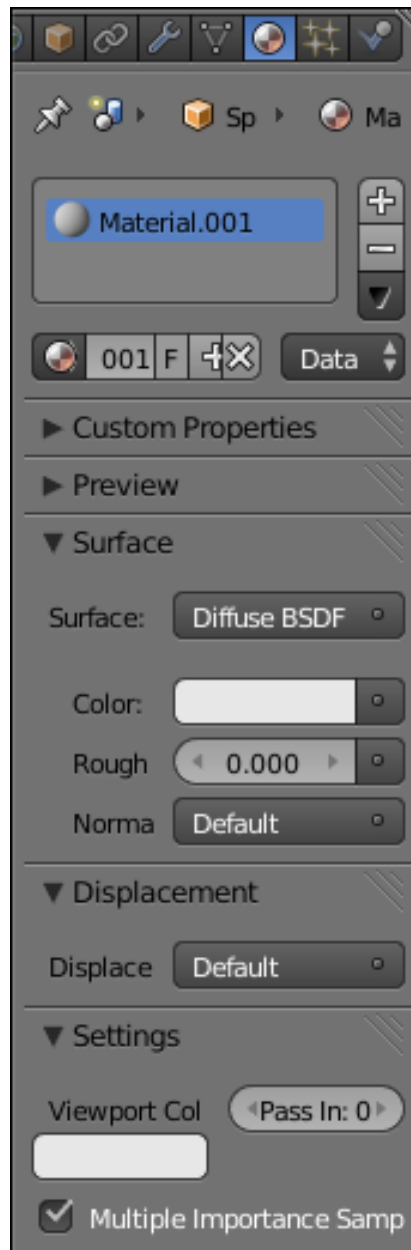 Sp Ma
Material.001
001 F Data
Custom Properties
Preview
Surface
Surface: Diffuse BSDF
Color:
Rough 0.000
Norma Default
Displacement
Displace Default
Settings
Viewport Col Pass In: 0
Multiple Importance Samp